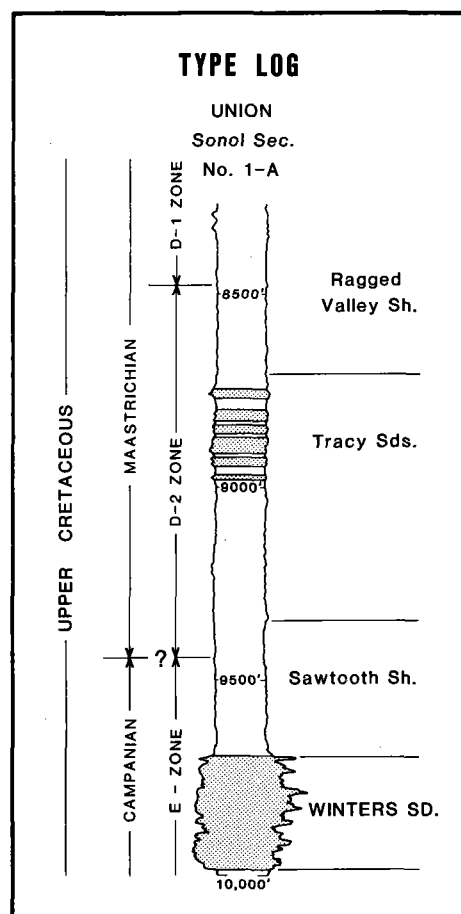 TYPE LOG
UNION
Sonol Sec.
No. 1-A
UPPER CRETACEOUS
MAASTRICHIAN
CAMPANIAN
D-1 ZONE
D-2 ZONE
?
E - ZONE
8500'
9000'
9500'
10,000'
Ragged
Valley Sh.
Tracy Sds.
Sawtooth Sh.
WINTERS SD.